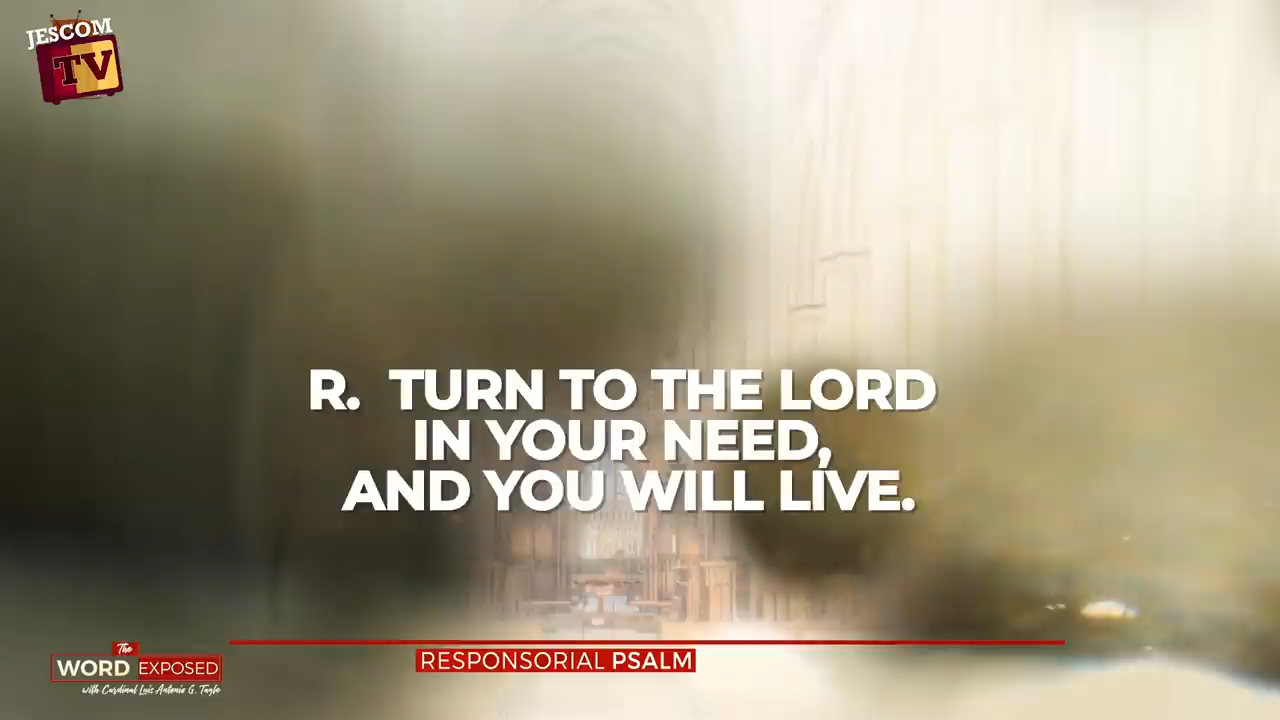 JESCOM
TV
R. TURN TO THE LORD
IN YOUR NEED,
AND YOU WILL LIVE.
The
WORD EXPOSED
with Cardinal Luis Antonio G. Tagle
RESPONSORIAL PSALM